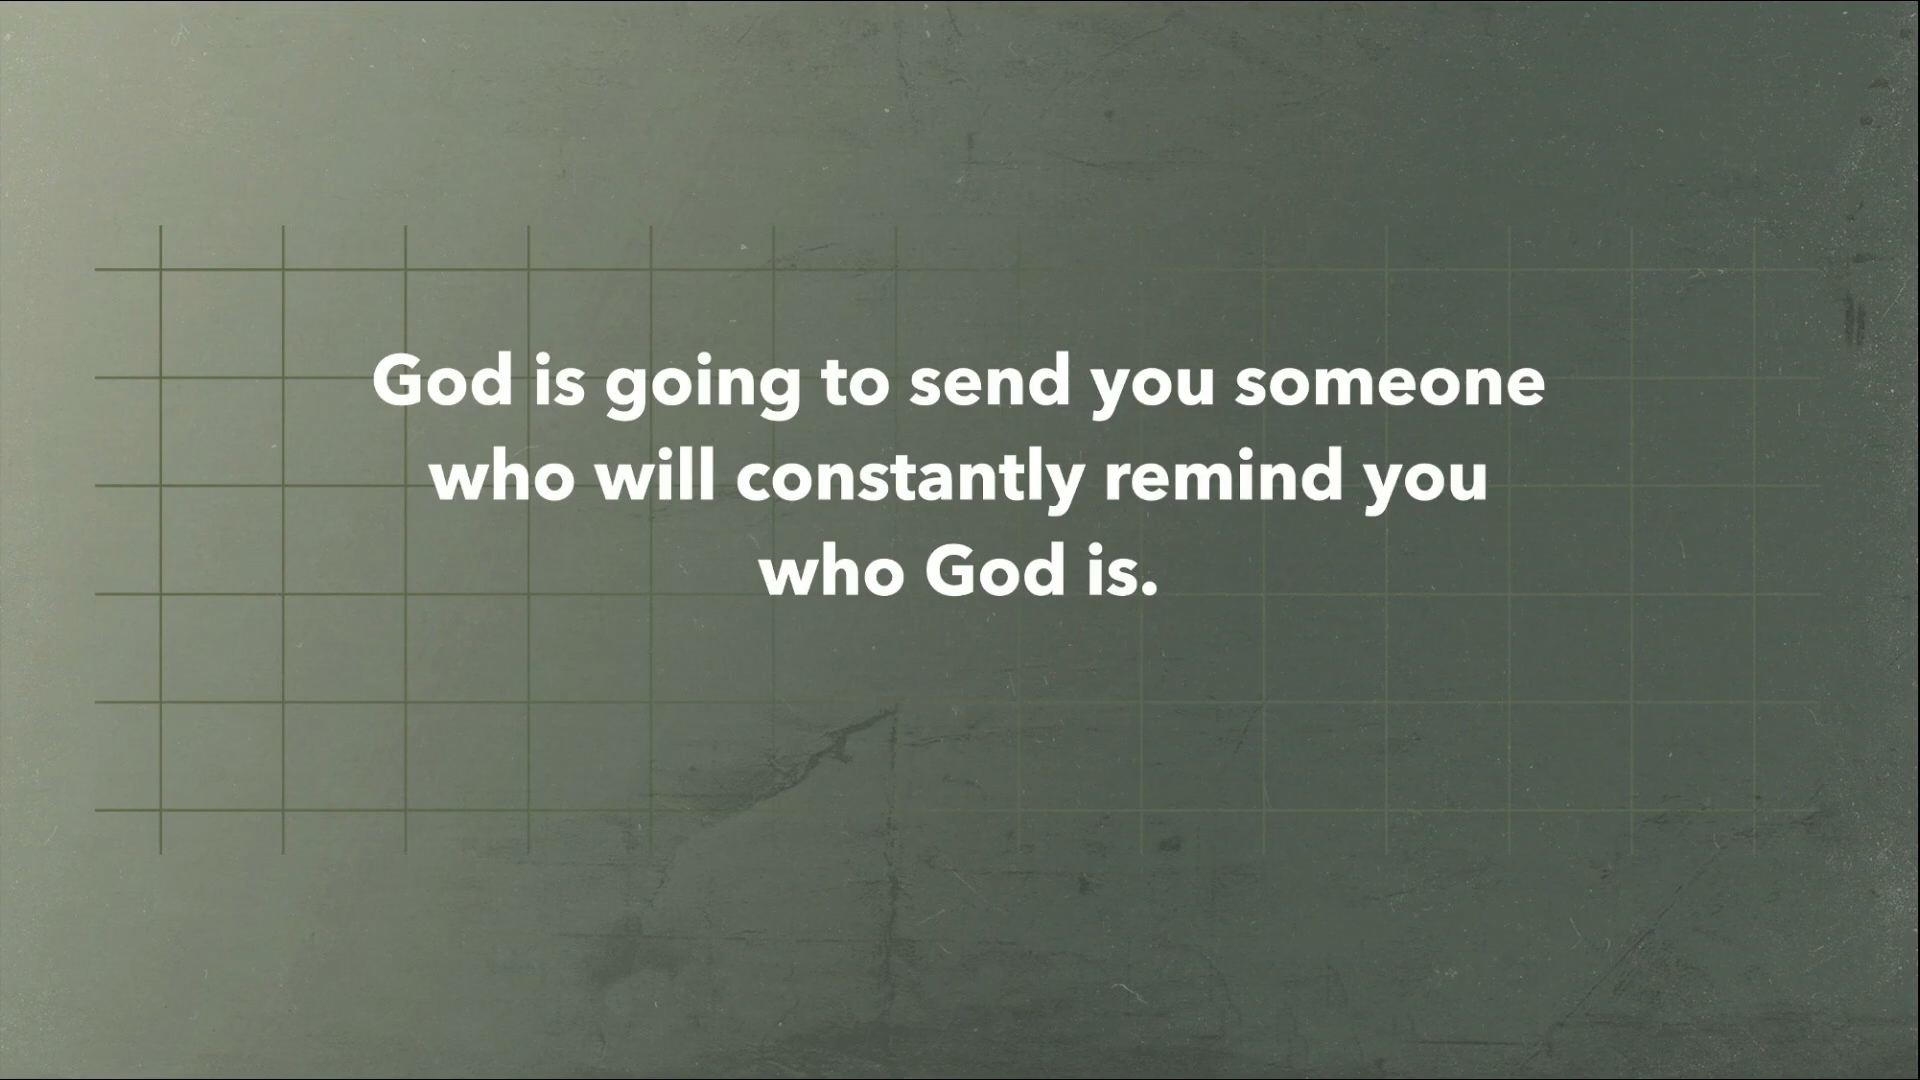 God is going to send you someone
who will constantly remind you
who God is.